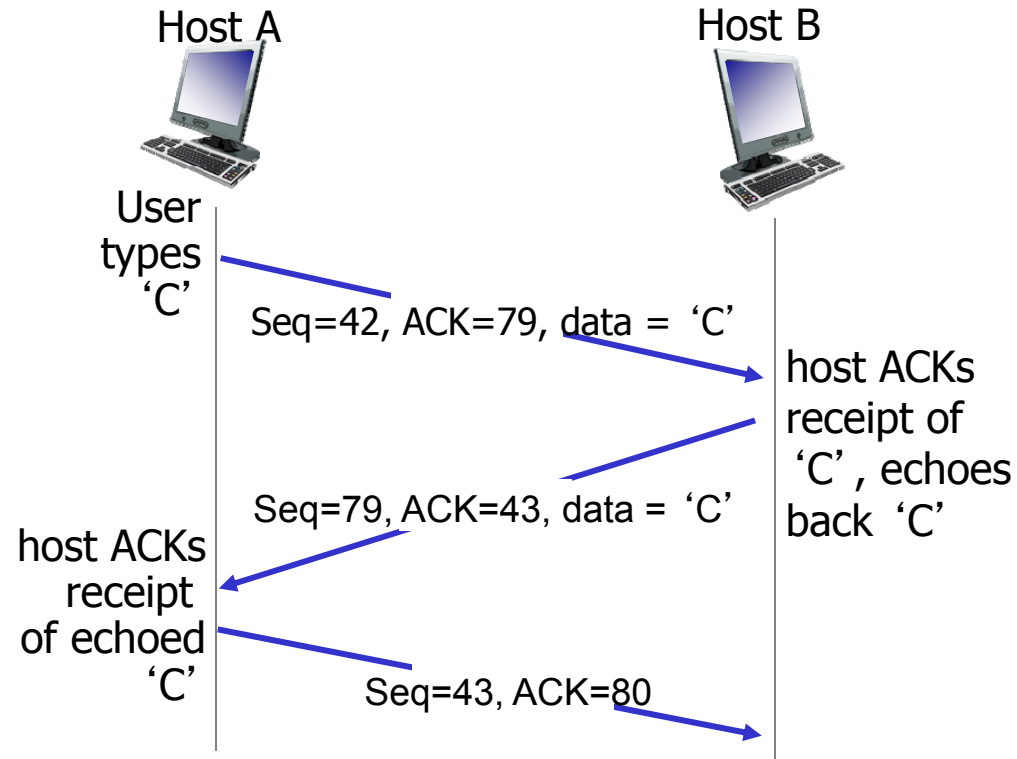 Host A
Host B
User
types
‘C’
Seq=42, ACK=79, data = ‘C’
host ACKs
receipt of
‘C’, echoes
back ‘C’
Seq=79, ACK=43, data = ‘C’
host ACKs
receipt
of echoed
‘C’
Seq=43, ACK=80